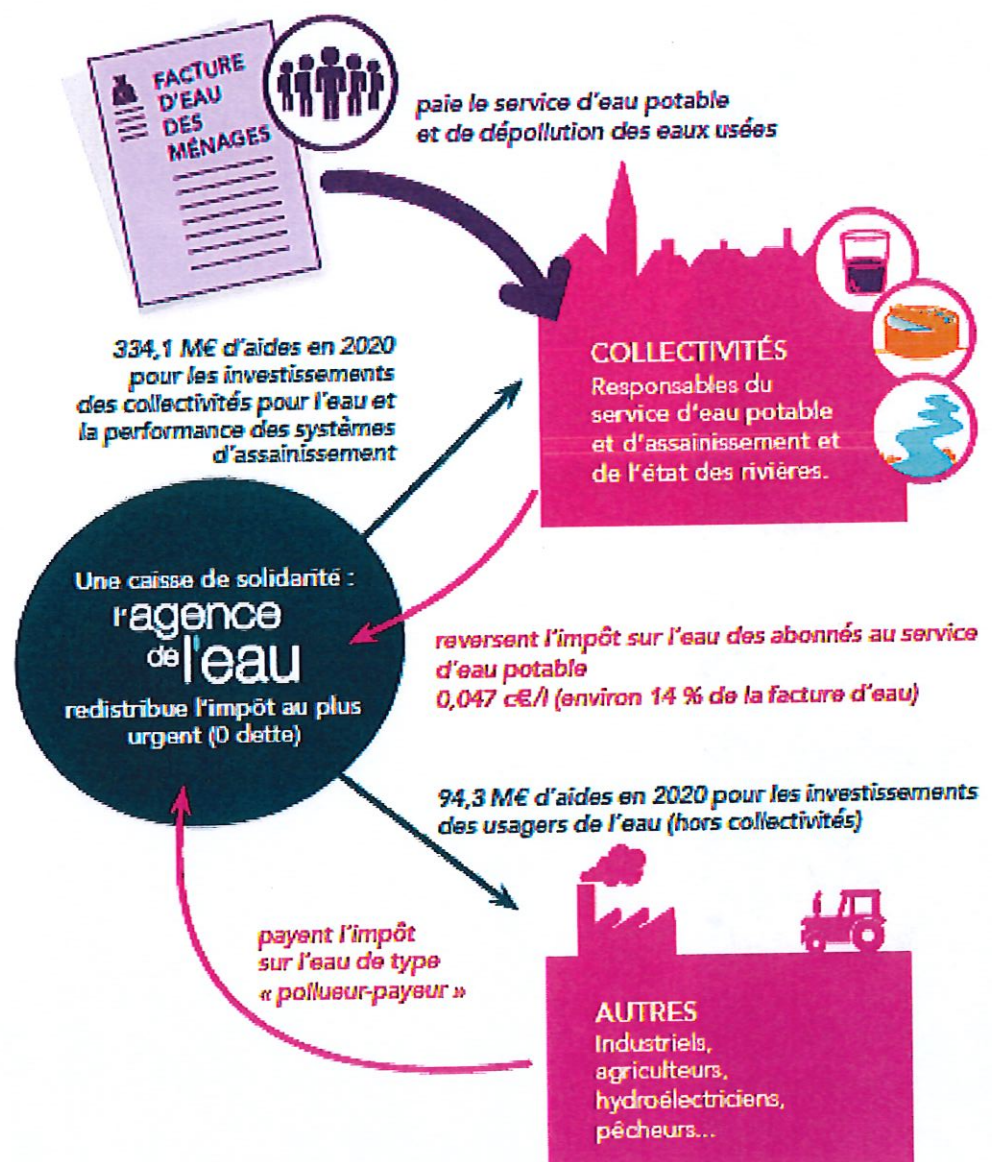 FACTURE
D'EAU
DES
MÉNAGES
paie le service d'eau potable
et de dépollution des eaux usées
334,1 M€ d'aides en 2020
pour les investissements
des collectivités pour l'eau et
la performance des systèmes
d'assainissement
COLLECTIVITÉS
Responsables du
service d'eau potable
et d'assainissement et
de l'état des rivières.
Une caisse de solidarité :
l'agence
de l'eau
redistribue l'impôt au plus
urgent (0 dette)
reversent l'impôt sur l'eau des abonnés au service
d'eau potable
0,047 c€/l (environ 14 % de la facture d'eau)
94,3 M€ d'aides en 2020 pour les investissements
des usagers de l'eau (hors collectivités)
payent l'impôt
sur l'eau de type
« pollueur-payeur »
AUTRES
Industriels,
agriculteurs,
hydroélectriciens,
pêcheurs...